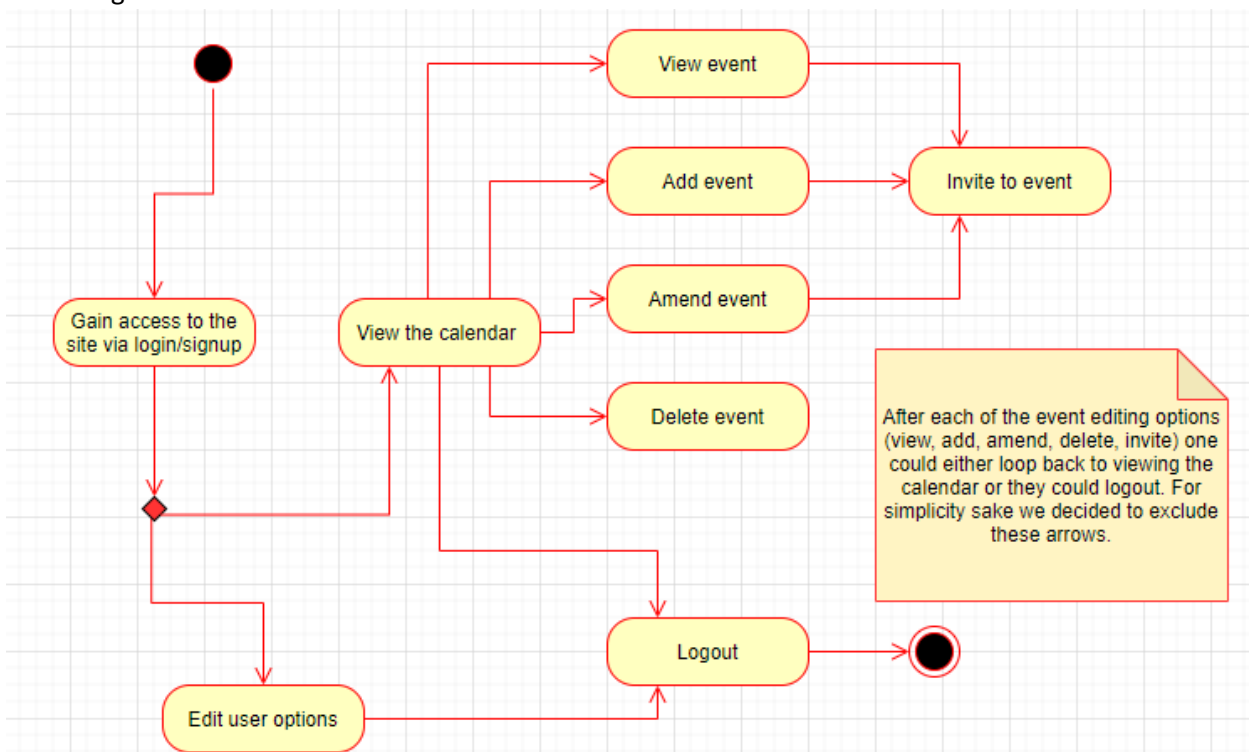 View event
Add event
Invite to event
Gain access to the
site via login/signup
View the calendar
Amend event
Delete event
After each of the event editing options
(view, add, amend, delete, invite) one
could either loop back to viewing the
calendar or they could logout. For
simplicity sake we decided to exclude
these arrows.
Logout
Edit user options